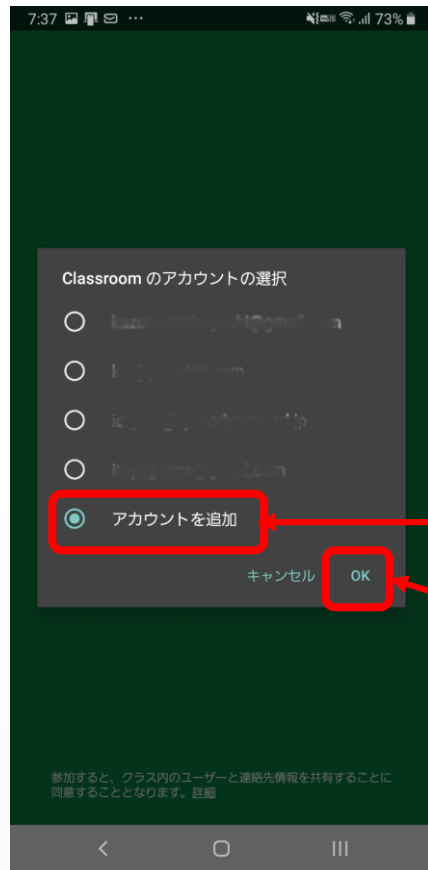 7:37
73%
Classroom のアカウントの選択
アカウントを追加
キャンセル OK
参加すると、クラス内のユーザーと連絡先情報を共有することに
同意することとなります。詳細